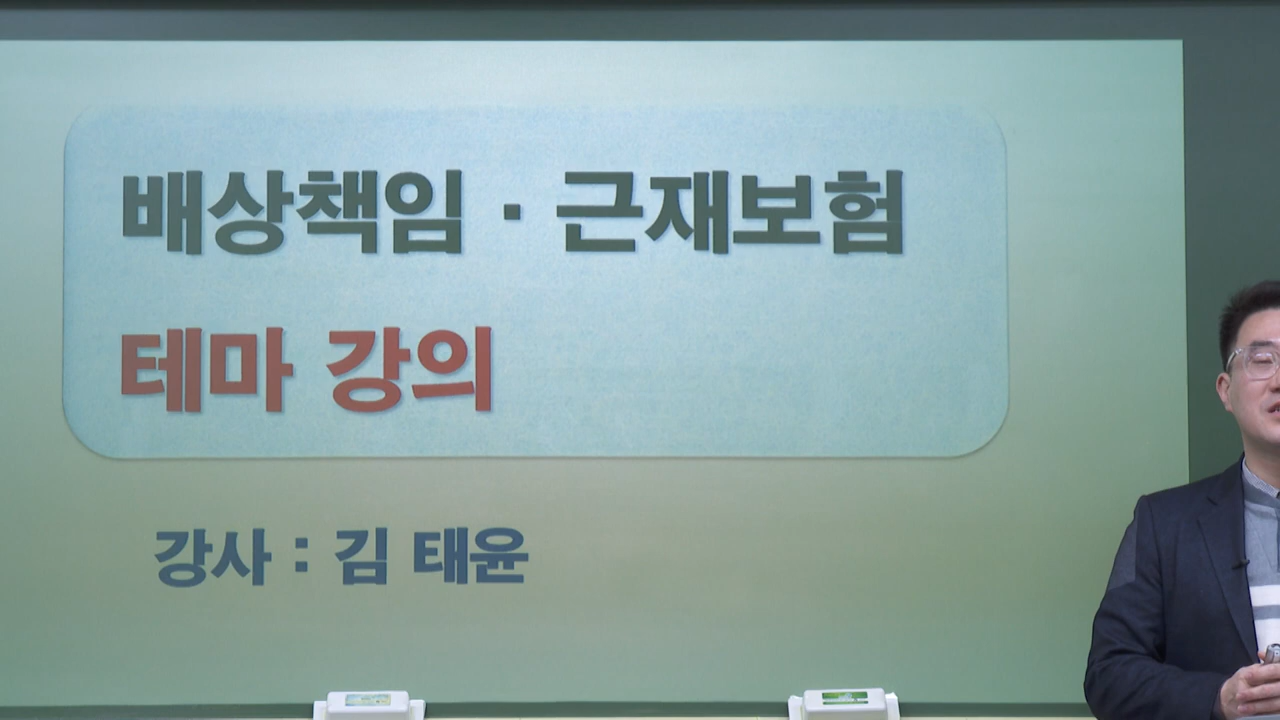 배상책임 · 근재보험
테마 강의
강사 : 김 태윤